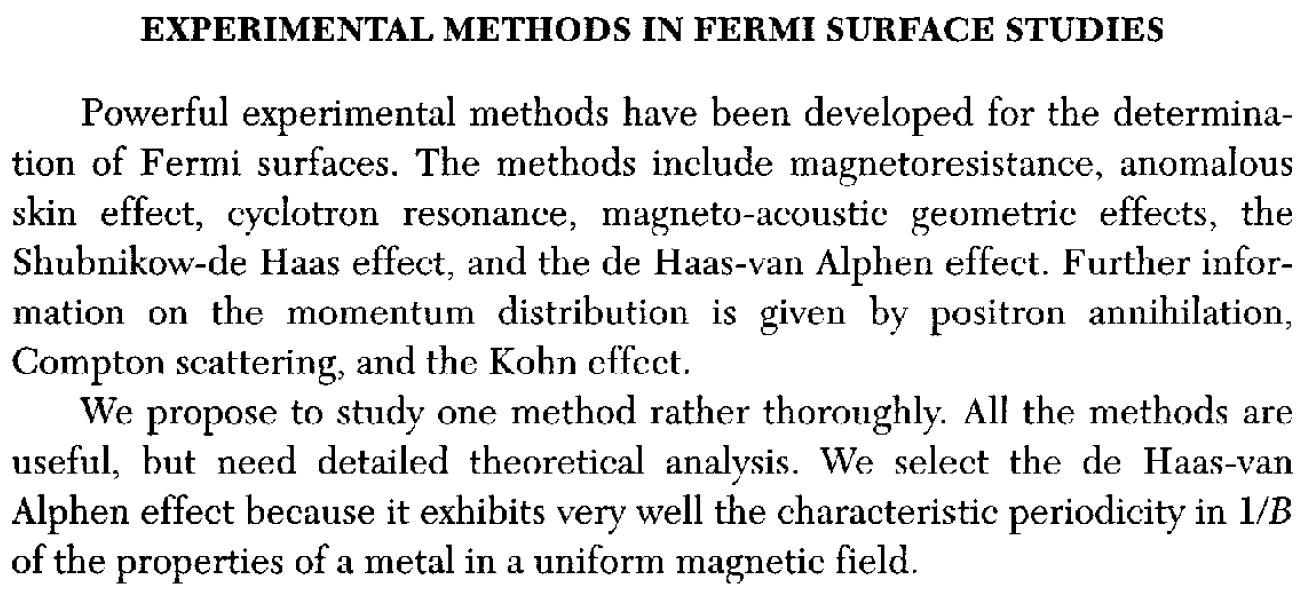 EXPERIMENTAL METHODS IN FERMI SURFACE STUDIES
Powerful experimental methods have been developed for the determina-
tion of Fermi surfaces. The methods include magnetoresistance, anomalous
skin effect, cyclotron resonance, magneto-acoustic geometric effects, the
Shubnikow-de Haas effect, and the de Haas-van Alphen effect. Further infor-
mation on the momentum distribution is given by positron annihilation,
Compton scattering, and the Kohn effect.
We propose to study one method rather thoroughly. All the methods are
useful, but need detailed theoretical analysis. We select the de Haas-van
Alphen effect because it exhibits very well the characteristic periodicity in 1/B
of the properties of a metal in a uniform magnetic field.